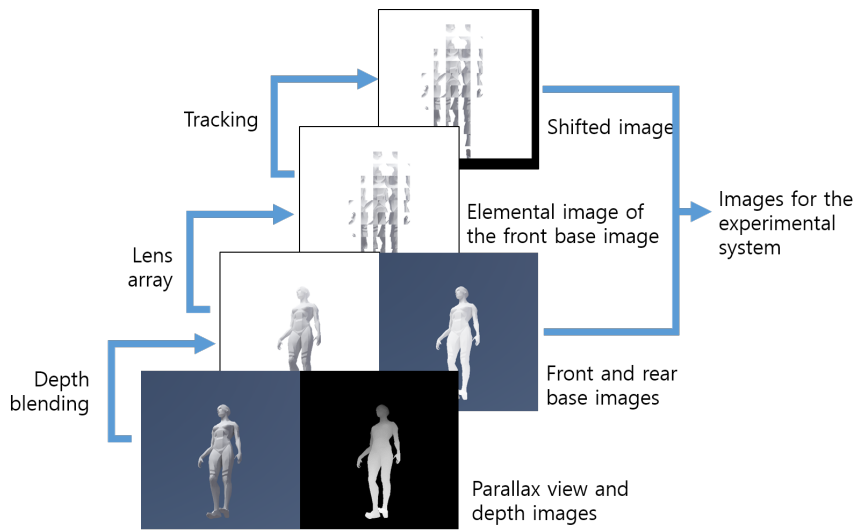 Tracking
Shifted image
Elemental image of
the front base image
Images for the
experimental
system
Lens
array
Depth
blending
Front and rear
base images
Parallax view and
depth images